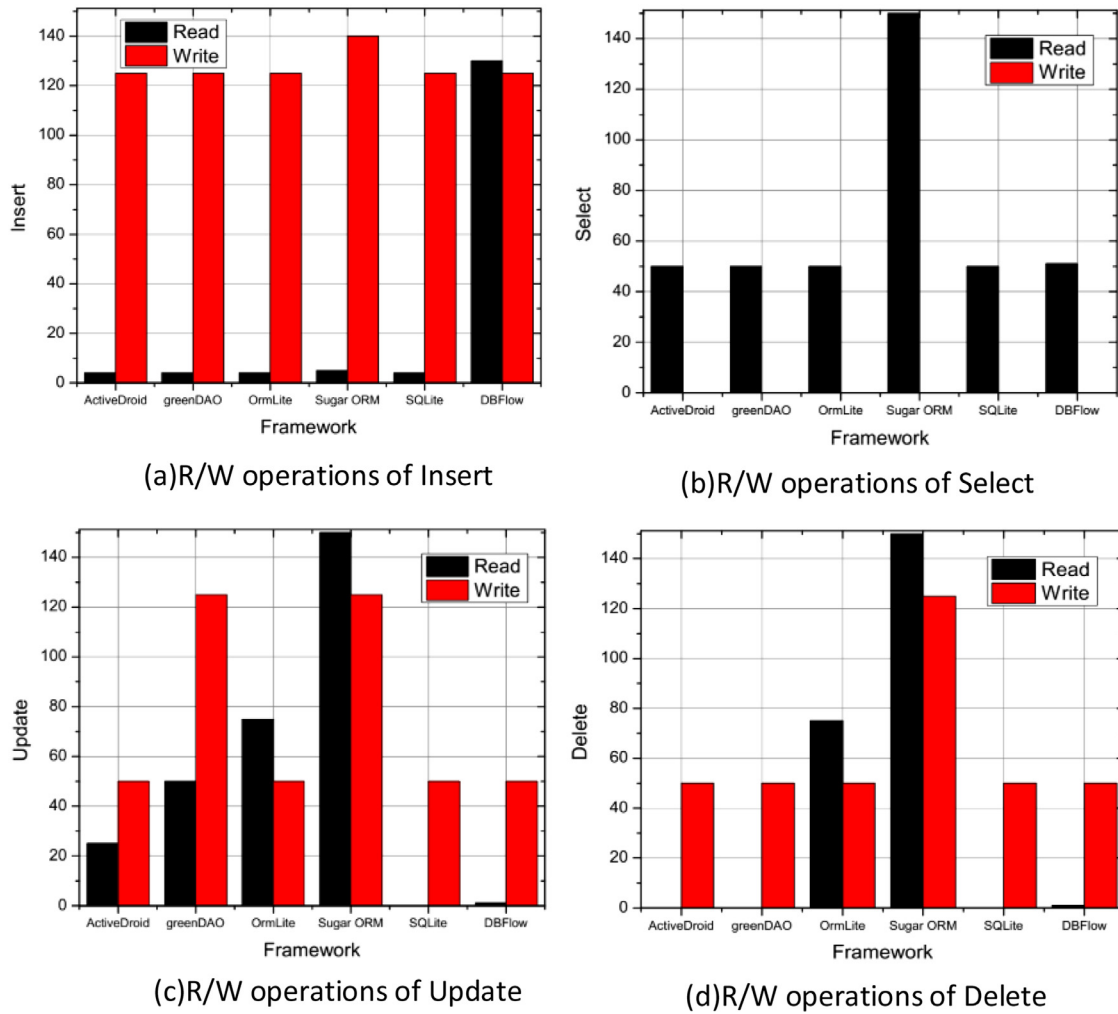 140
120
100
80
60
40
20
0
Insert
Read
Write
ActiveDroid greenDAO OrmLite Sugar ORM SQLite DBFlow
Framework
(a)R/W operations of Insert
140
120
100
80
60
40
20
0
Select
Read
Write
ActiveDroid greenDAO OrmLite Sugar ORM SQLite DBFlow
Framework
(b)R/W operations of Select
140
120
100
80
60
40
20
0
Update
Read
Write
ActiveDroid greenDAO OrmLite Sugar ORM SQLite DBFlow
Framework
(c)R/W operations of Update
140
120
100
80
60
40
20
0
Delete
Read
Write
ActiveDroid greenDAO OrmLite Sugar ORM SQLite DBFlow
Framework
(d)R/W operations of Delete